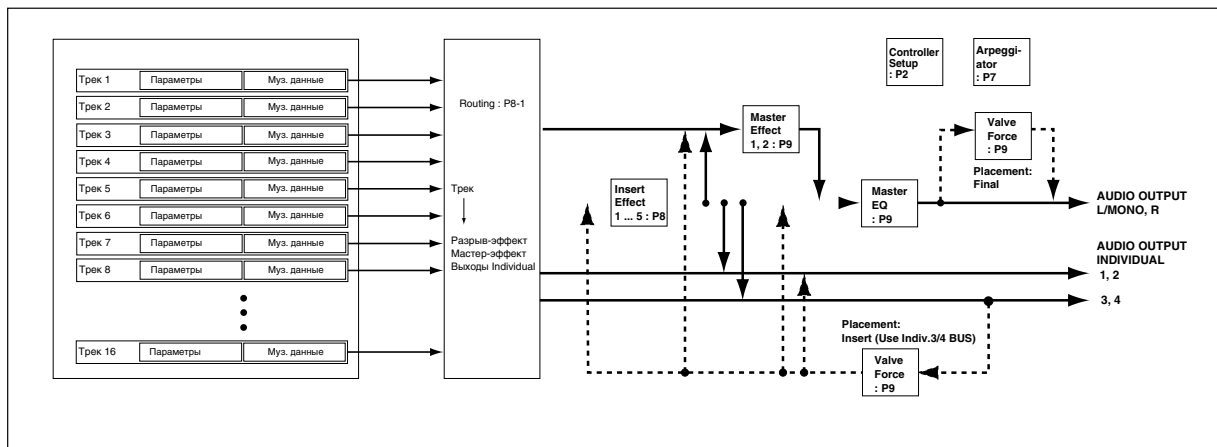 Трек 1 Параметры Муз. данные
Трек 2 Параметры Муз. данные
Трек 3 Параметры Муз. данные
Трек 4 Параметры Муз. данные
Трек 5 Параметры Муз. данные
Трек 6 Параметры Муз. данные
Трек 7 Параметры Муз. данные
Трек 8 Параметры Муз. данные
Трек 16 Параметры Муз. данные
Routing : P8-1
Трек
Разрыв-эффект
Мастер-эффект
Выходы Individual
Insert
Effect
1 ... 5 : P8
Master
Effect
1, 2 : P9
Master
EQ
: P9
Controller
Setup
: P2
Arpeggi-
ator
: P7
Valve
Force
: P9
Placement:
Final
AUDIO OUTPUT
L/MONO, R
AUDIO OUTPUT
INDIVIDUAL
1, 2
3, 4
Placement:
Insert (Use Indiv.3/4 BUS)
Valve
Force
: P9